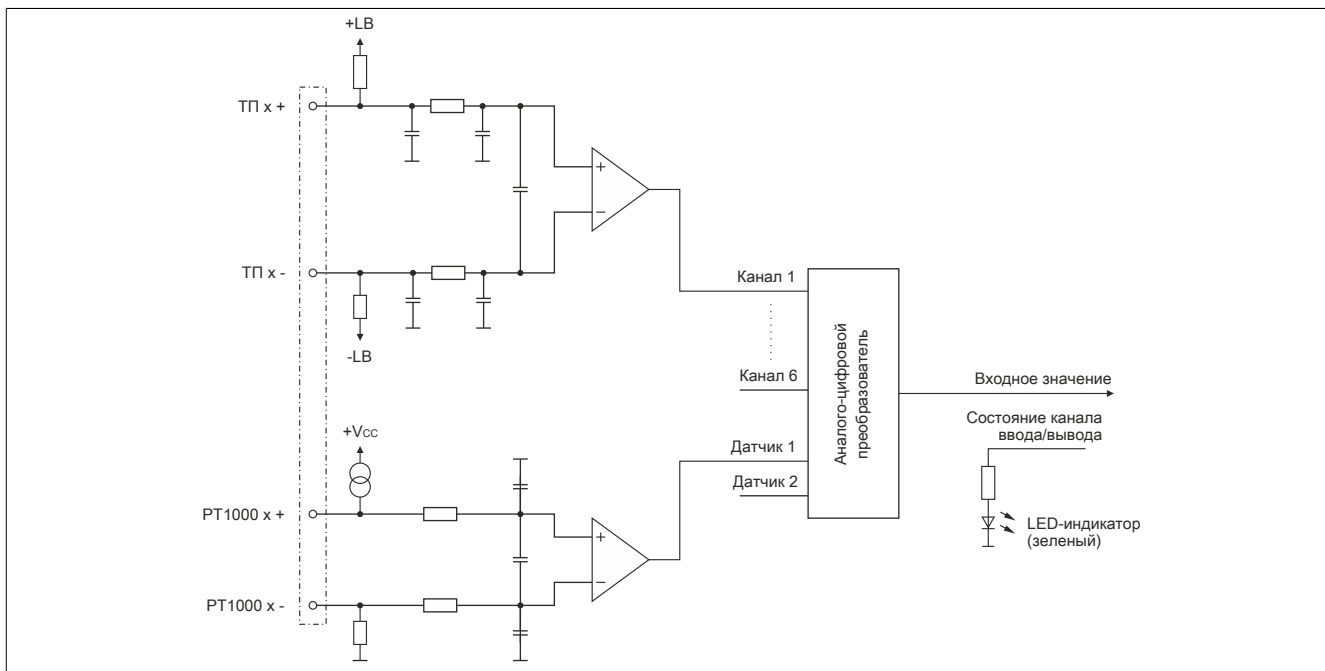 +LB
ТП x +
+
−
ТП x -
-LB
Канал 1
Канал 6
Аналого-цифровой
преобразователь
Входное значение
Состояние канала
ввода/вывода
+Vcc
Датчик 1
Датчик 2
PT1000 x +
+
−
PT1000 x -
LED-индикатор
(зеленый)